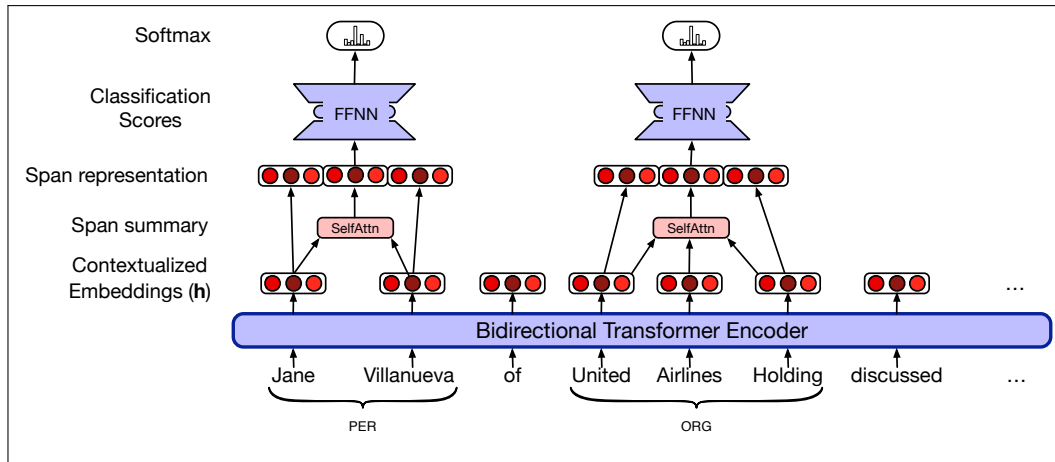 Softmax
Classification
Scores
FFNN
FFNN
Span representation
Span summary
SelfAttn
SelfAttn
Contextualized
Embeddings (h)
...
Bidirectional Transformer Encoder
Jane Villanueva of United Airlines Holding discussed ...
PER
ORG